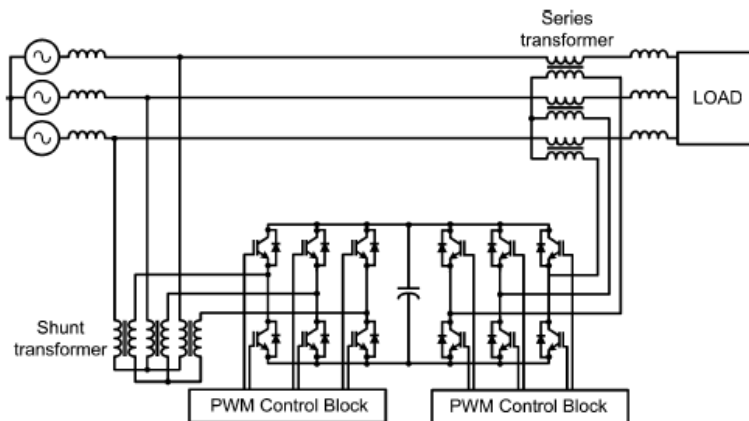 Series
transformer
LOAD
Shunt
transformer
PWM Control Block
PWM Control Block